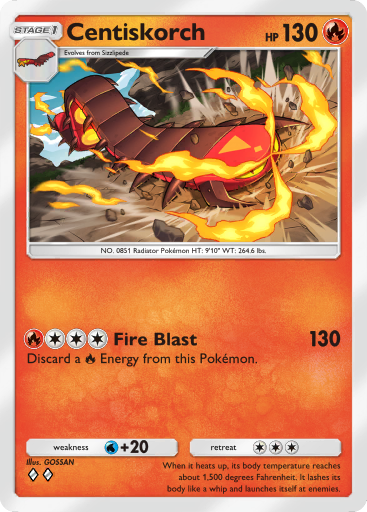 STAGE 1
Centiskorch
HP 130
Evolves from Sizzlipede
NO. 0851 Radiator Pokémon HT: 9'10" WT: 264.6 lbs.
Fire Blast 130
Discard a Energy from this Pokémon.
weakness +20 retreat
Illus. GOSSAN
When it heats up, its body temperature reaches
about 1,500 degrees Fahrenheit. It lashes its
body like a whip and launches itself at enemies.